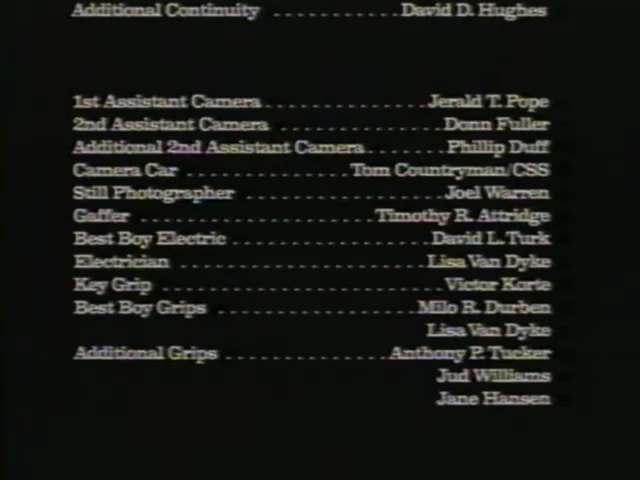 Additional Continuity ............David D. Hughes
1st Assistant Camera..................Jerald T. Pope
2nd Assistant Camera ..................Donn Fuller
Additional 2nd Assistant Camera.........Phillip Duff
Camera Car ..................Tom Countryman/CSS
Still Photographer .....................Joel Warren
Gaffer ..........................Timothy R. Attridge
Best Boy Electric .......................David L. Turk
Electrician ............................Lisa Van Dyke
Key Grip ..............................Victor Korte
Best Boy Grips .....................Milo R. Durben
Lisa Van Dyke
Additional Grips ..................Anthony P. Tucker
Jud Williams
Jane Hansen